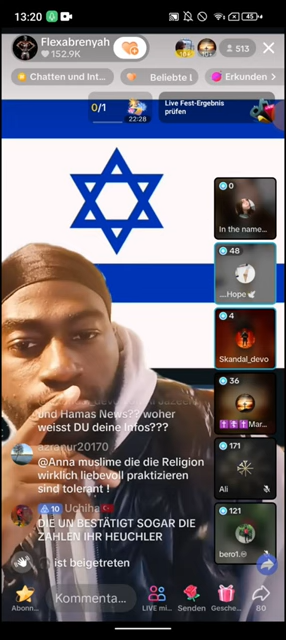 13:20
45
Flexabrenyah
152.9K
513
Chatten und Int...
Beliebte L
Erkunden >
0/1
22:28
Live Fest-Ergebnis
prüfen
0
In the name...
48
....Hope🕊
4
Skandal_devo
36
Mar...
171
Ali
121
bero1.
und Hamas News?? woher
weisst DU deine Infos???
azranur20170
@Anna muslime die die Religion
wirklich liebevoll praktizieren
sind tolerant !
10 Uchiha
DIE UN BESTÄTIGT SOGAR DIE
ZAHLEN IHR HEUCHLER
ist beigetreten
Abonn...
Kommenta...
LIVE mi...
Senden
Gesche...
80